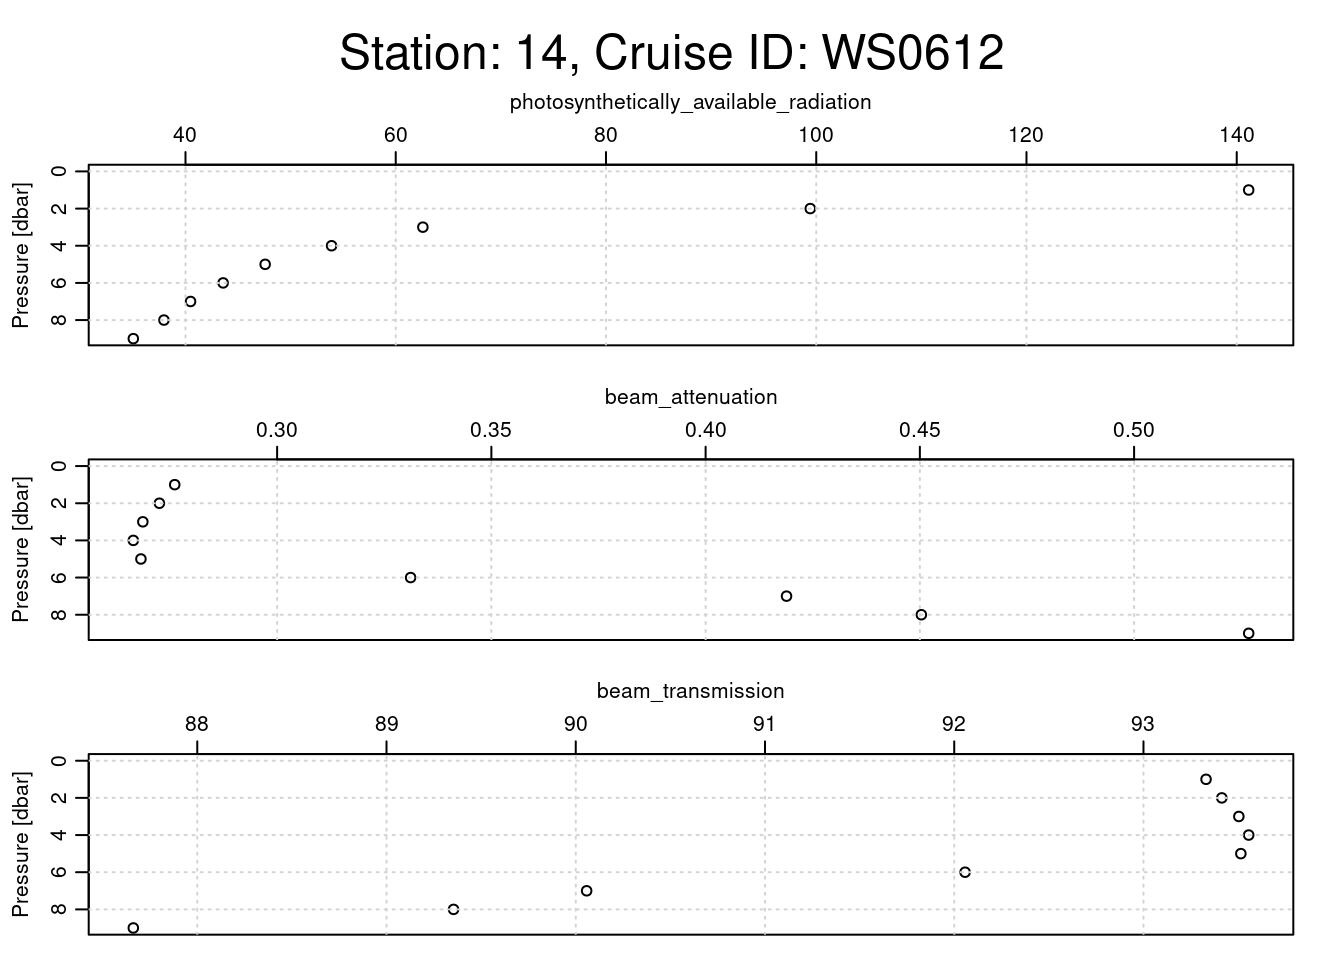 Station: 14, Cruise ID: WS0612
photosynthetically_available_radiation
40 60 80 100 120 140
Pressure [dbar]
0
2
4
6
8
beam_attenuation
0.30 0.35 0.40 0.45 0.50
Pressure [dbar]
0
2
4
6
8
beam_transmission
88 89 90 91 92 93
Pressure [dbar]
0
2
4
6
8